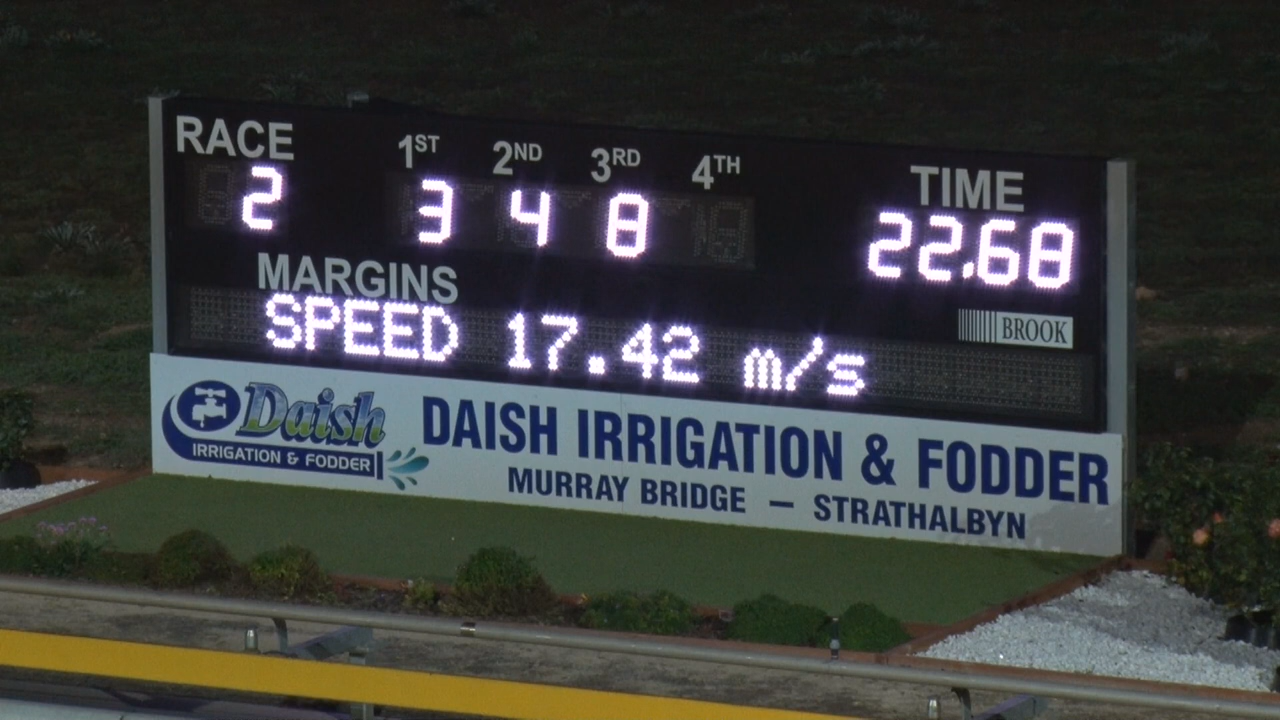 RACE 1ST 2ND 3RD 4TH TIME
2 3 4 8 22.68
MARGINS
SPEED 17.42 m/s
BROOK
Daish
IRRIGATION & FODDER
DAISH IRRIGATION & FODDER
MURRAY BRIDGE — STRATHALBYN